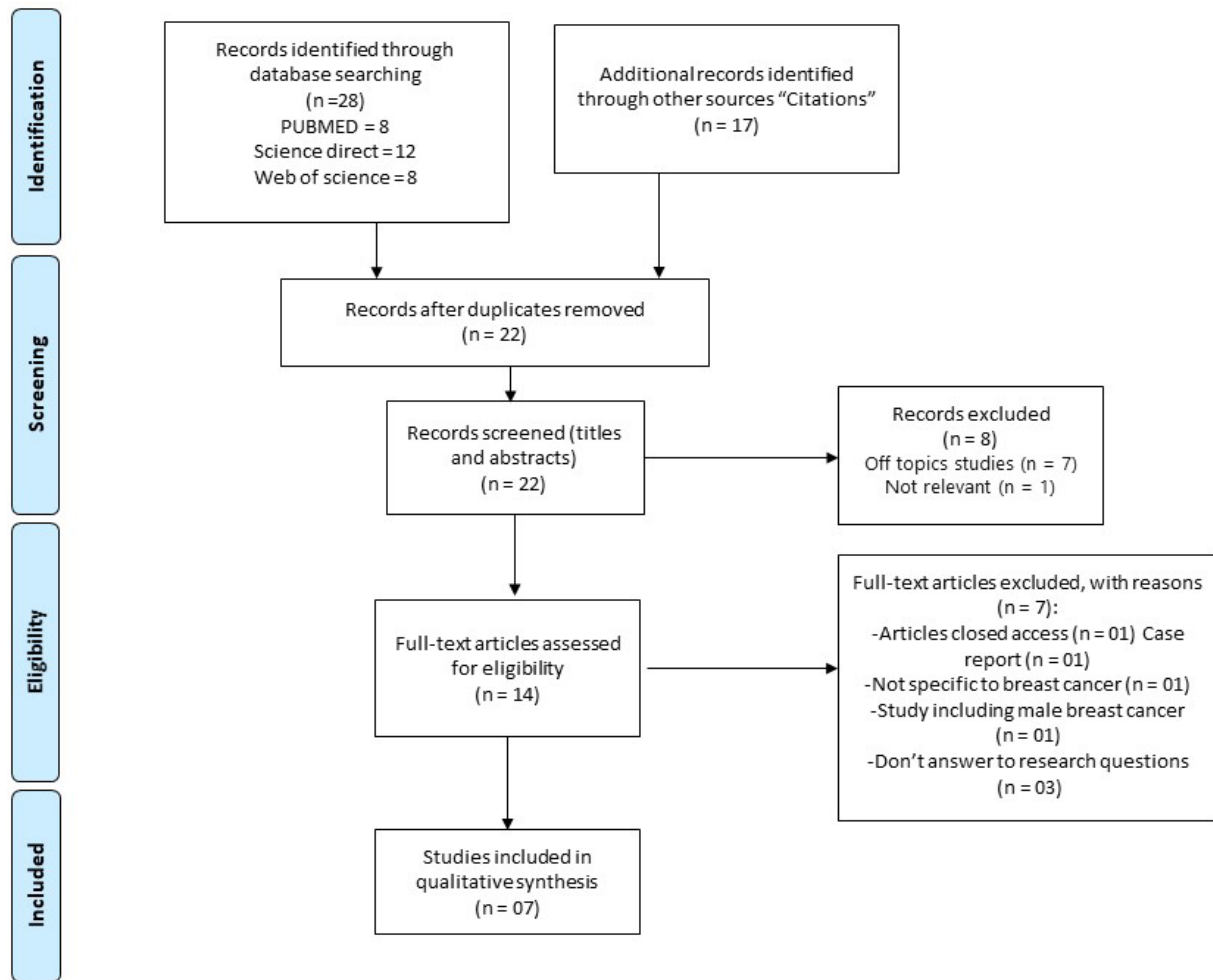 Identification
Records identified through
database searching
(n =28)
PUBMED = 8
Science direct = 12
Web of science = 8
Additional records identified
through other sources “Citations”
(n = 17)
Screening
Records after duplicates removed
(n = 22)
Records screened (titles
and abstracts)
(n = 22)
Records excluded
(n = 8)
Off topics studies (n = 7)
Not relevant (n = 1)
Eligibility
Full-text articles assessed
for eligibility
(n = 14)
Full-text articles excluded, with reasons
(n = 7):
-Articles closed access (n = 01) Case
report (n = 01)
-Not specific to breast cancer (n = 01)
-Study including male breast cancer
(n = 01)
-Don’t answer to research questions
(n = 03)
Included
Studies included in
qualitative synthesis
(n = 07)